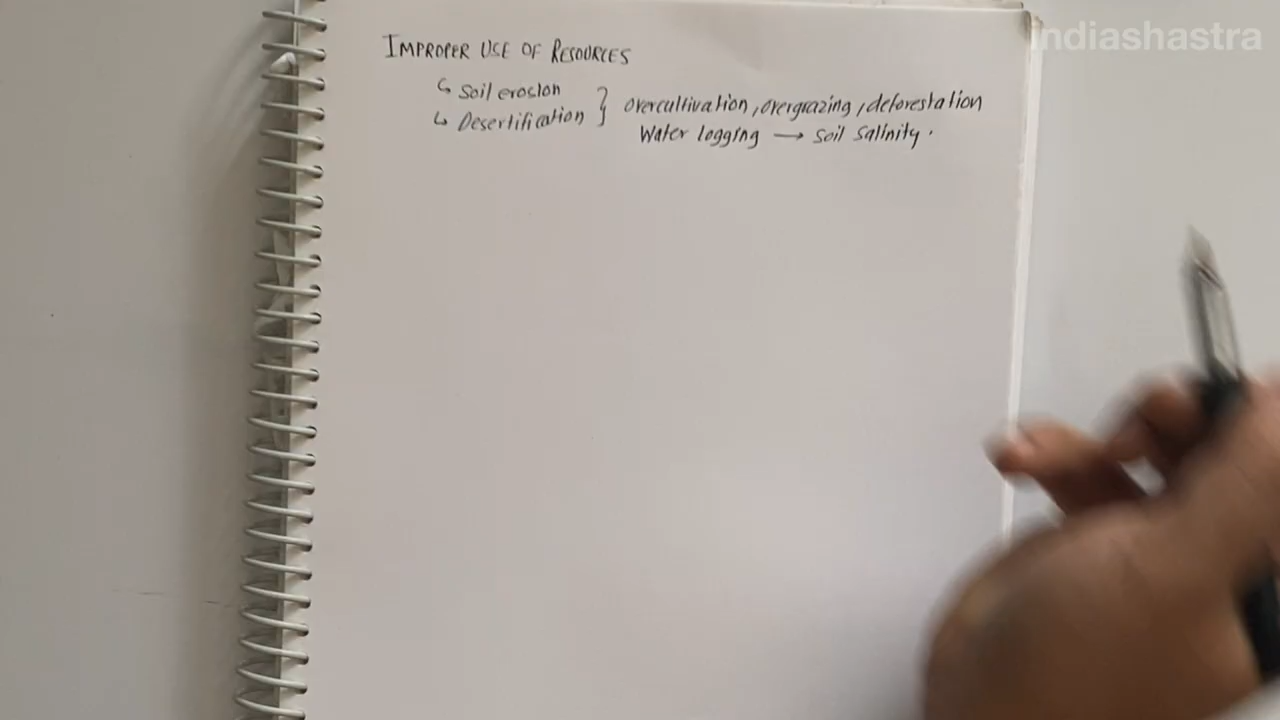 indiashastra
IMPROPER USE OF RESOURCES
↳ Soil erosion
↳ Desertification } overcultivation, overgrazing, deforestation
Water logging → Soil Salinity.